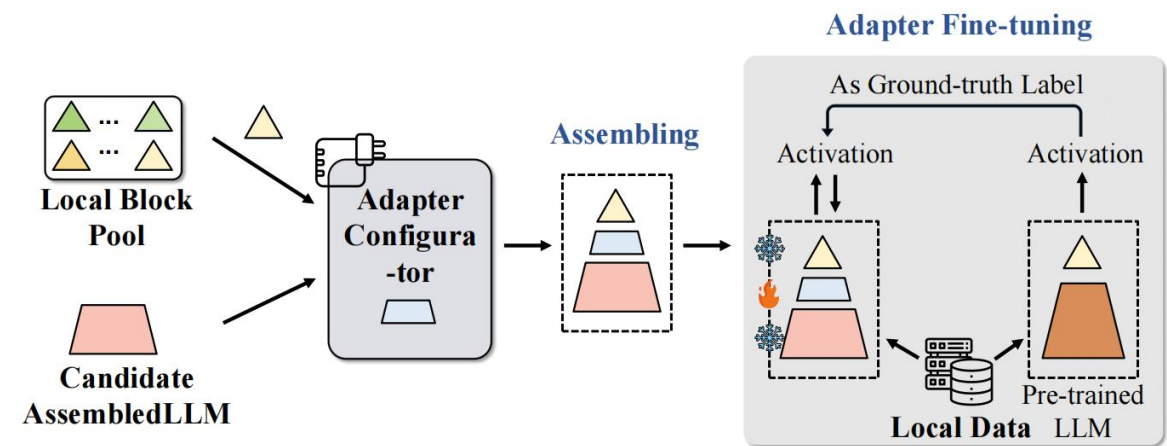 Adapter Fine-tuning
As Ground-truth Label
Activation
Activation
Assembling
...
...
Local Block
Pool
Adapter
Configura
-tor
Candidate
AssembledLLM
Local Data
Pre-trained
LLM